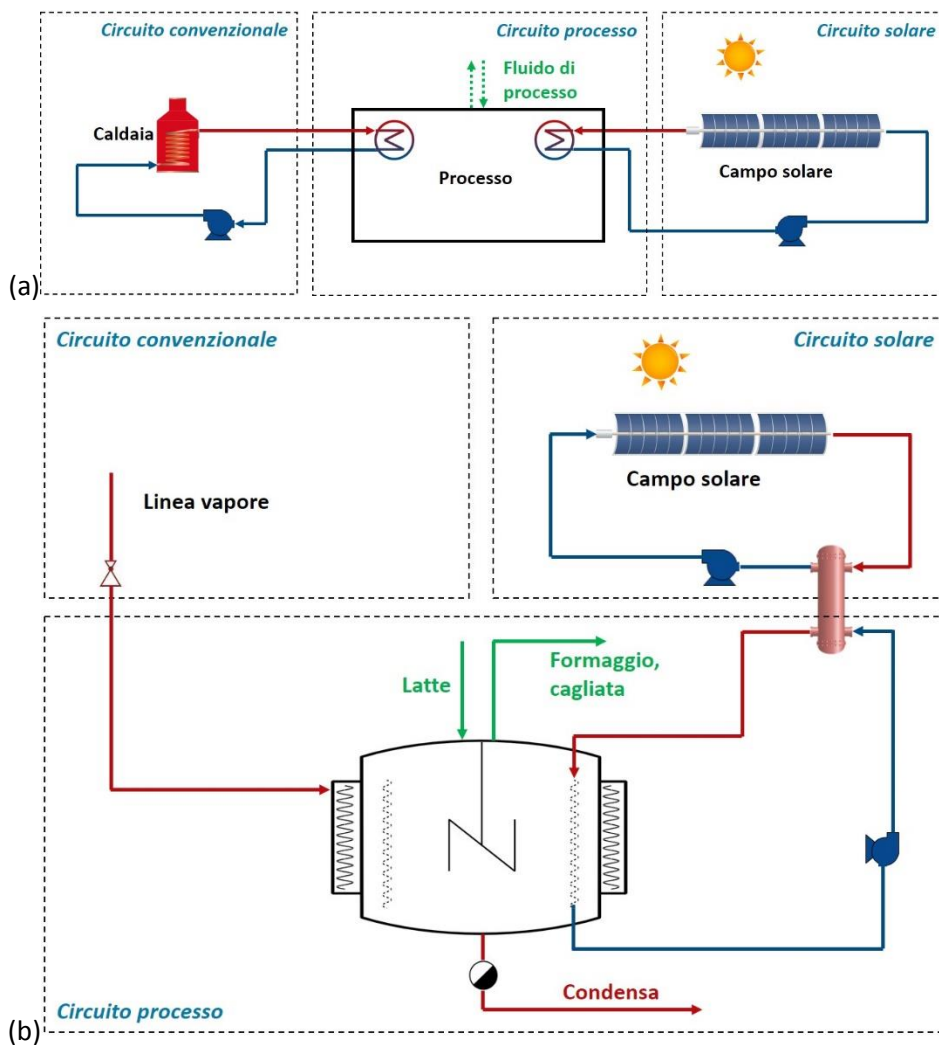 Circuito convenzionale
Circuito processo
Circuito solare
Fluido di
processo
Caldaia
Processo
Campo solare
(a)
Circuito convenzionale
Circuito solare
Linea vapore
Campo solare
Latte
Formaggio,
cagliata
Condensa
Circuito processo
(b)